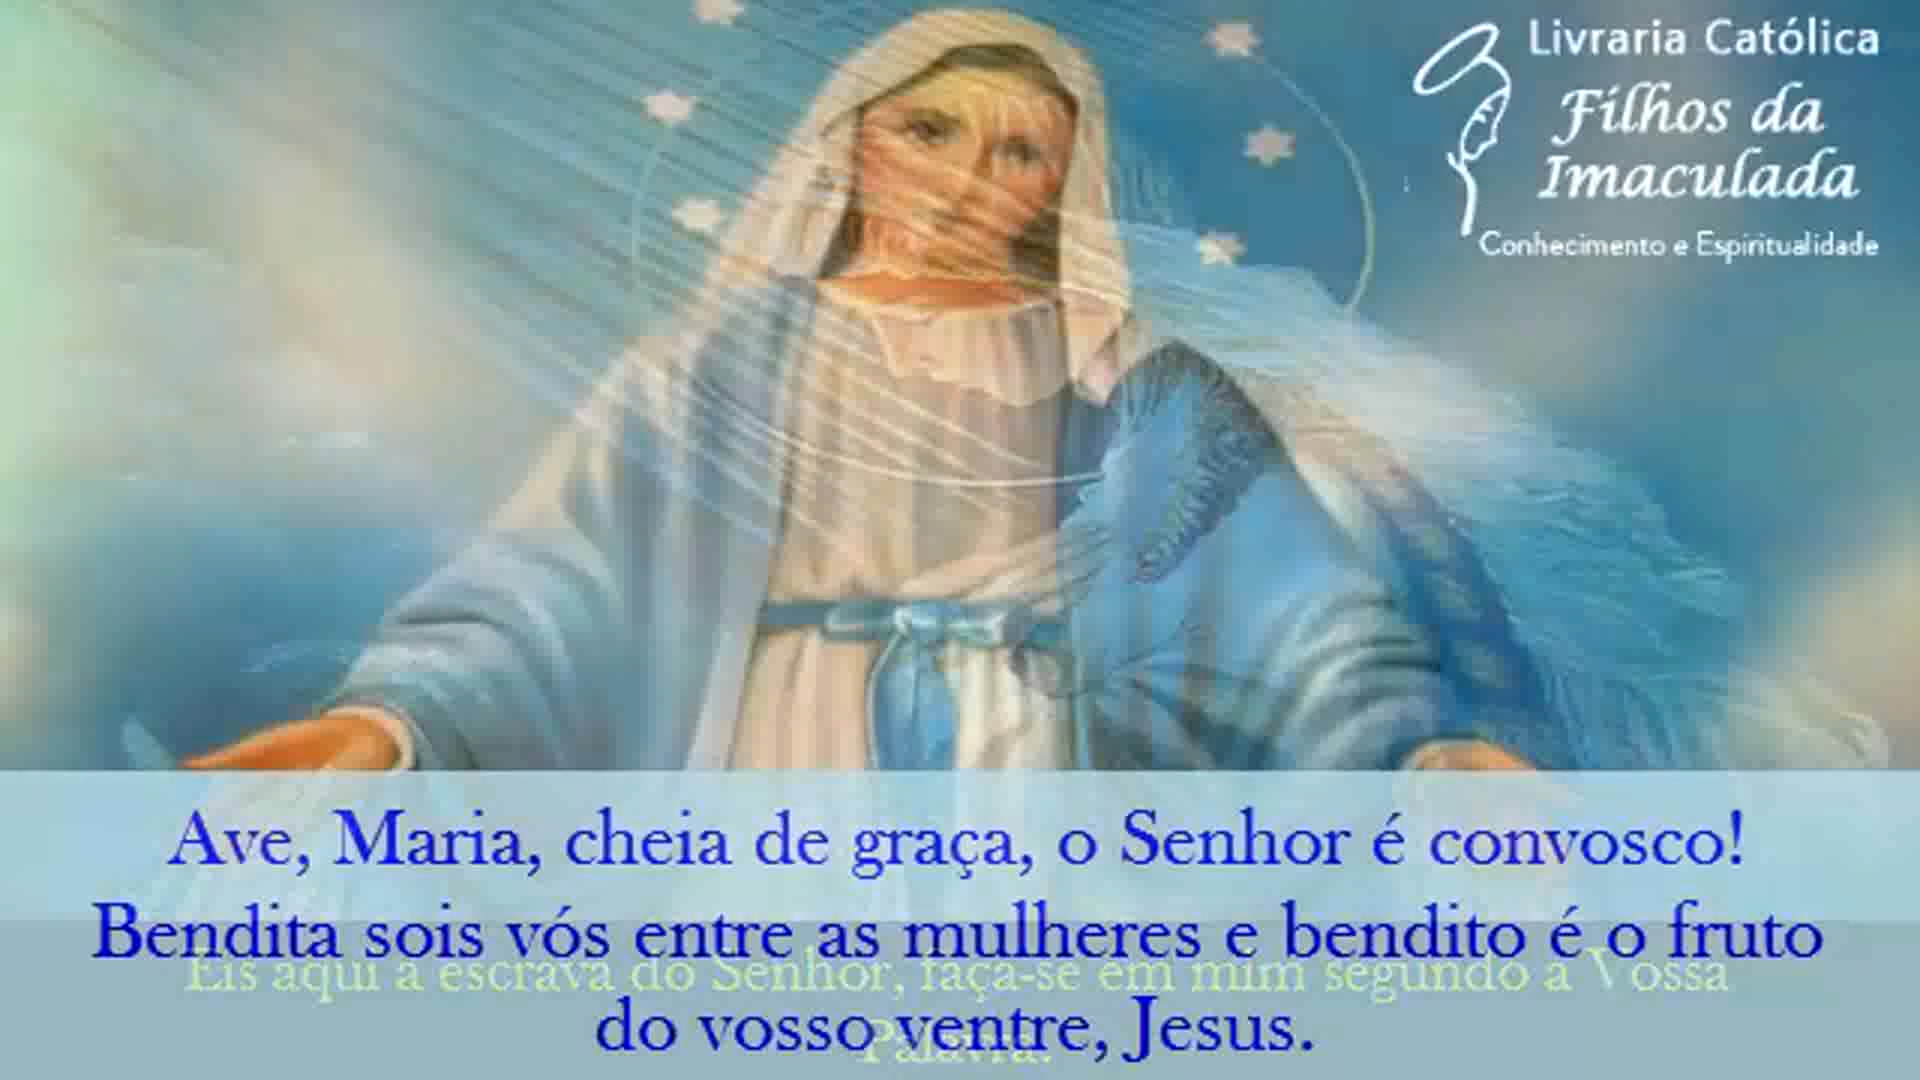 Livraria Católica
Filhos da
Imaculada
Conhecimento e Espiritualidade
Ave, Maria, cheia de graça, o Senhor é convosco!
Bendita sois vós entre as mulheres e bendito é o fruto
Eis aqui a escrava do Senhor, faça-se em mim segundo a Vossa
do vosso ventre, Jesus.
Palavra.